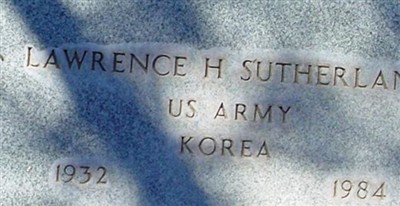 LAWRENCE H SUTHERLAN
US ARMY
KOREA
1932 1984